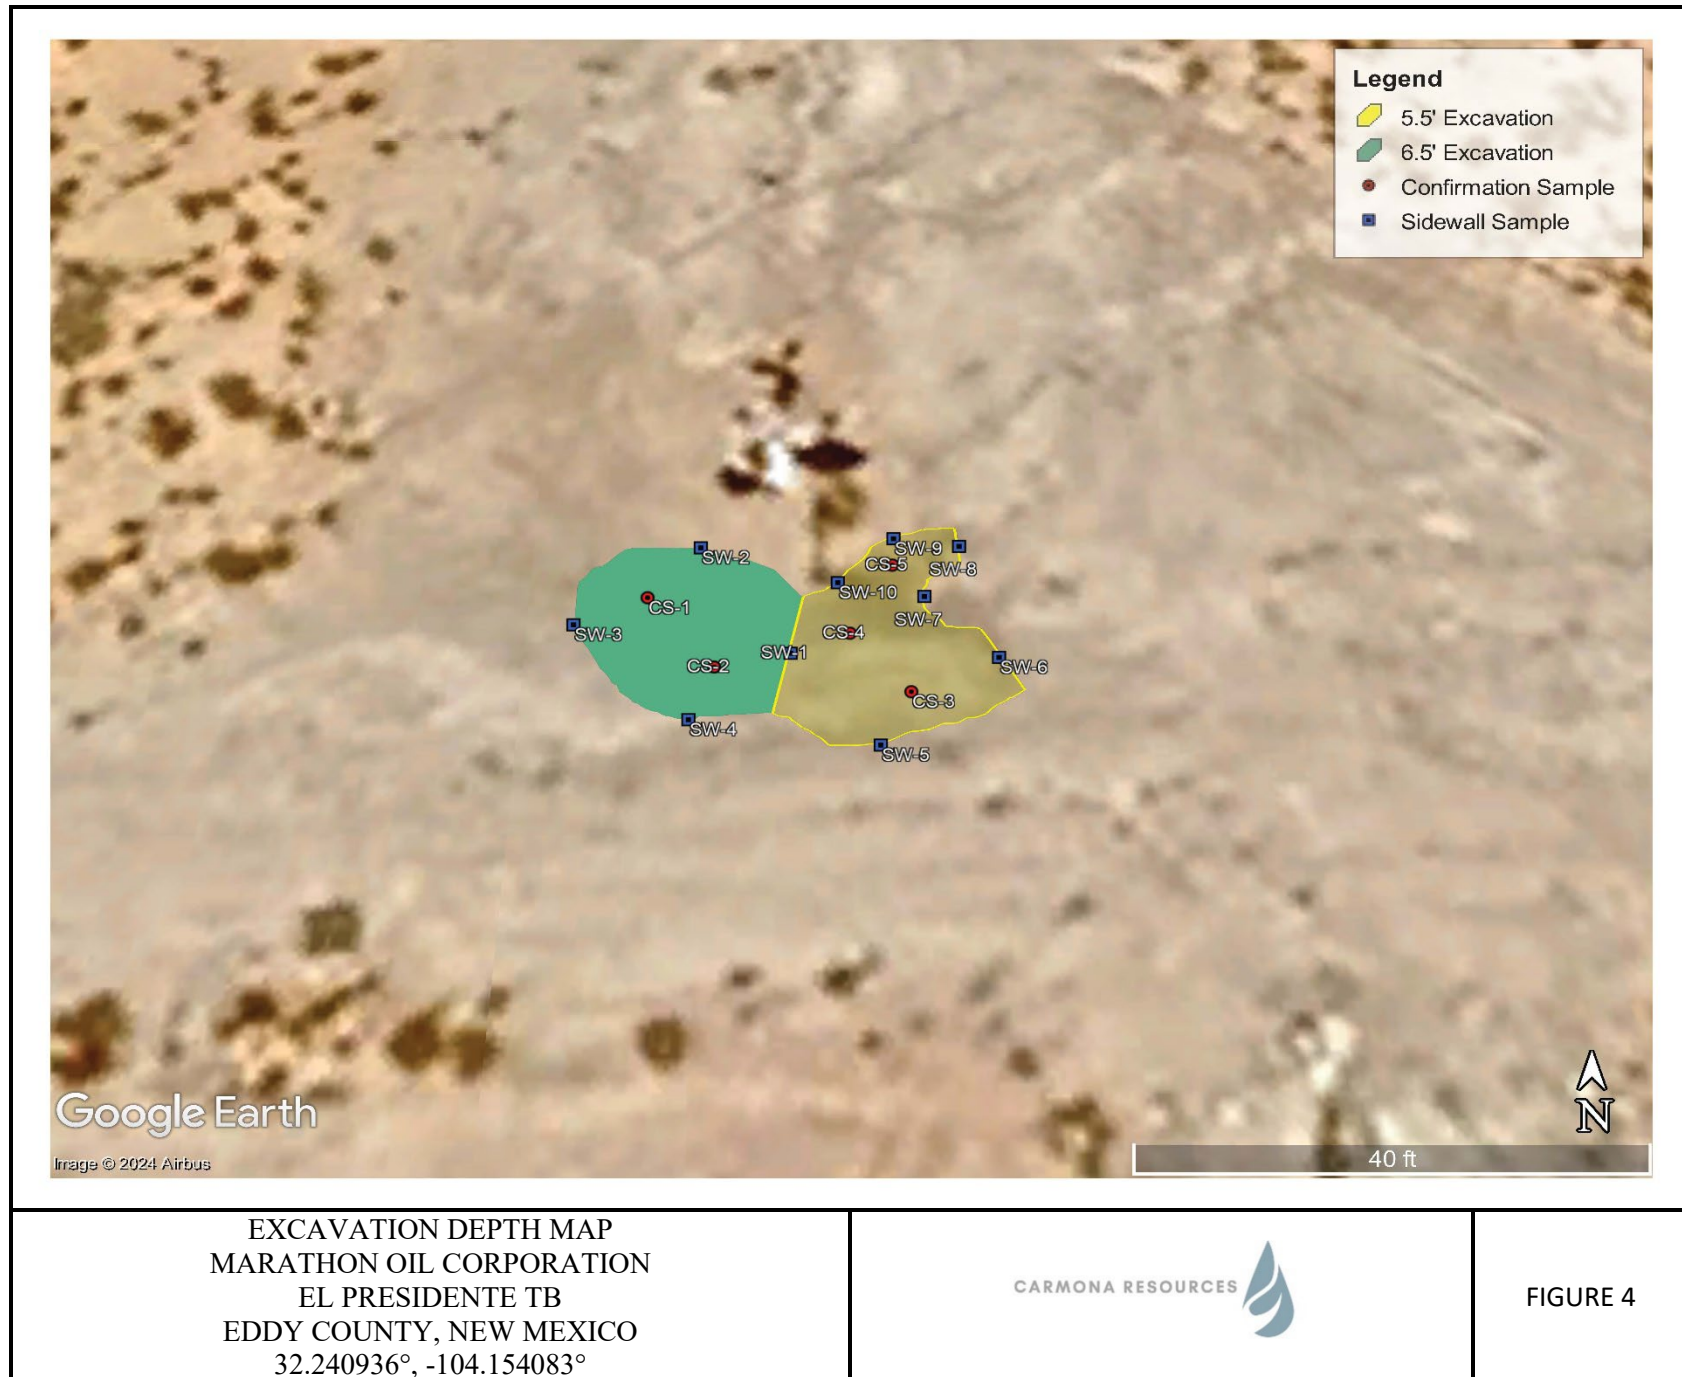 Legend
5.5' Excavation
6.5' Excavation
Confirmation Sample
Sidewall Sample
SW-9
SW-2
CS-5
SW-8
SW-10
CS-1
SW-7
SW-3
CS-4
SW-1
CS-2
SW-6
CS-3
SW-4
SW-5
N
Google Earth
Image © 2024 Airbus
40 ft
EXCAVATION DEPTH MAP
MARATHON OIL CORPORATION
EL PRESIDENTE TB
EDDY COUNTY, NEW MEXICO
32.240936°, -104.154083°
CARMONA RESOURCES
FIGURE 4